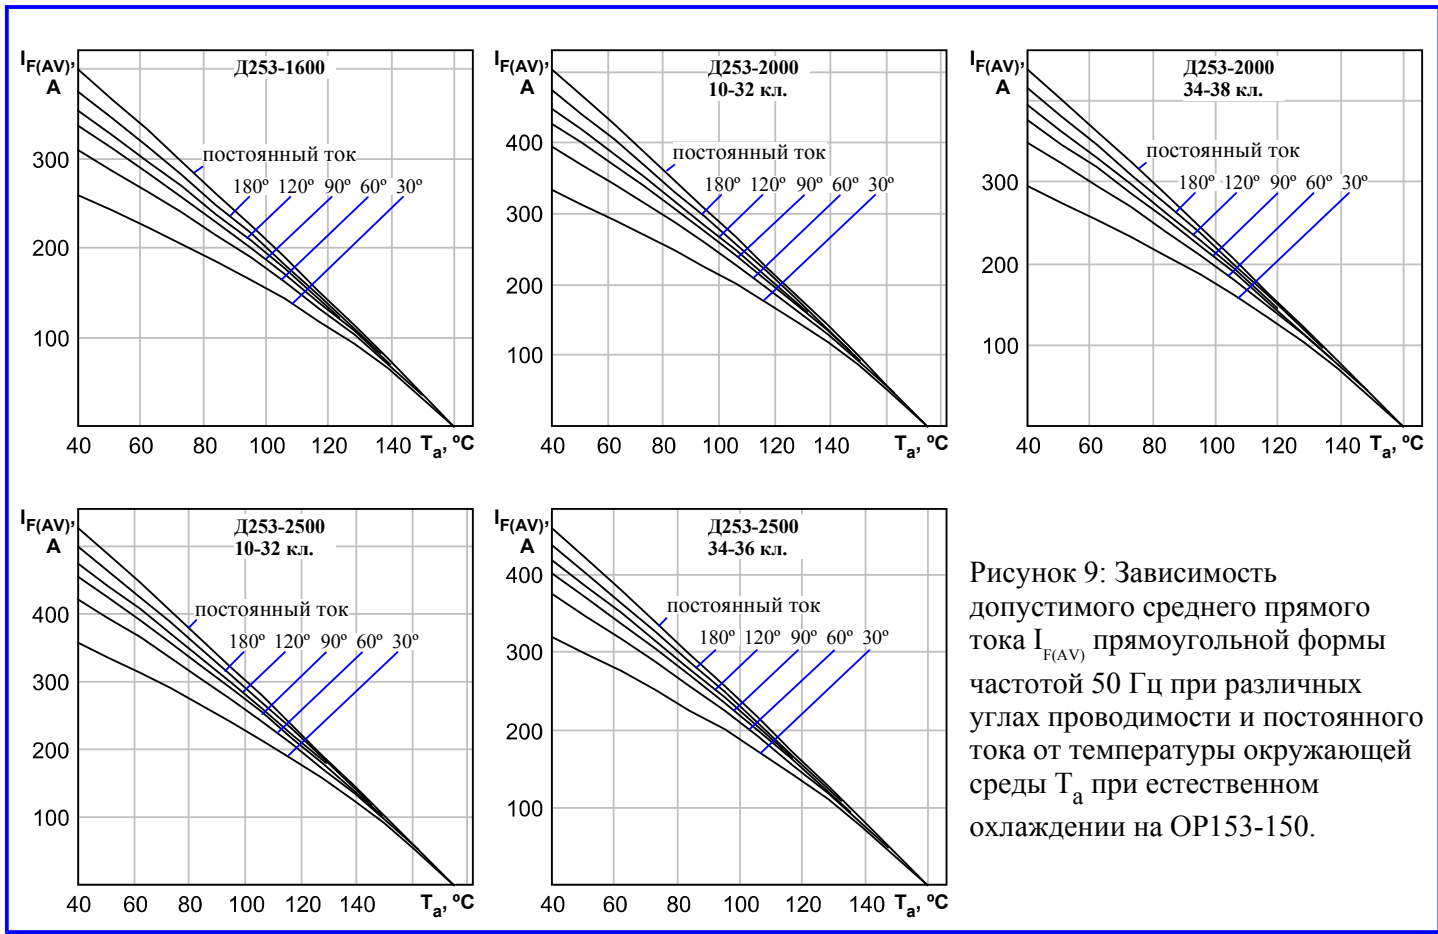 I F(AV), A
Д253-1600
постоянный ток
180º 120º 90º 60º 30º
300
200
100
40 60 80 100 120 140 Ta, ºC
I F(AV), A
Д253-2000
10-32 кл.
постоянный ток
180º 120º 90º 60º 30º
400
300
200
100
40 60 80 100 120 140 Ta, ºC
I F(AV), A
Д253-2000
34-38 кл.
постоянный ток
180º 120º 90º 60º 30º
300
200
100
40 60 80 100 120 140 Ta, ºC
I F(AV), A
Д253-2500
10-32 кл.
постоянный ток
180º 120º 90º 60º 30º
400
300
200
100
40 60 80 100 120 140 Ta, ºC
I F(AV), A
Д253-2500
34-36 кл.
постоянный ток
180º 120º 90º 60º 30º
400
300
200
100
40 60 80 100 120 140 Ta, ºC
Рисунок 9: Зависимость
допустимого среднего прямого
тока I F(AV) прямоугольной формы
частотой 50 Гц при различных
углах проводимости и постоянного
тока от температуры окружающей
среды Ta при естественном
охлаждении на ОР153-150.